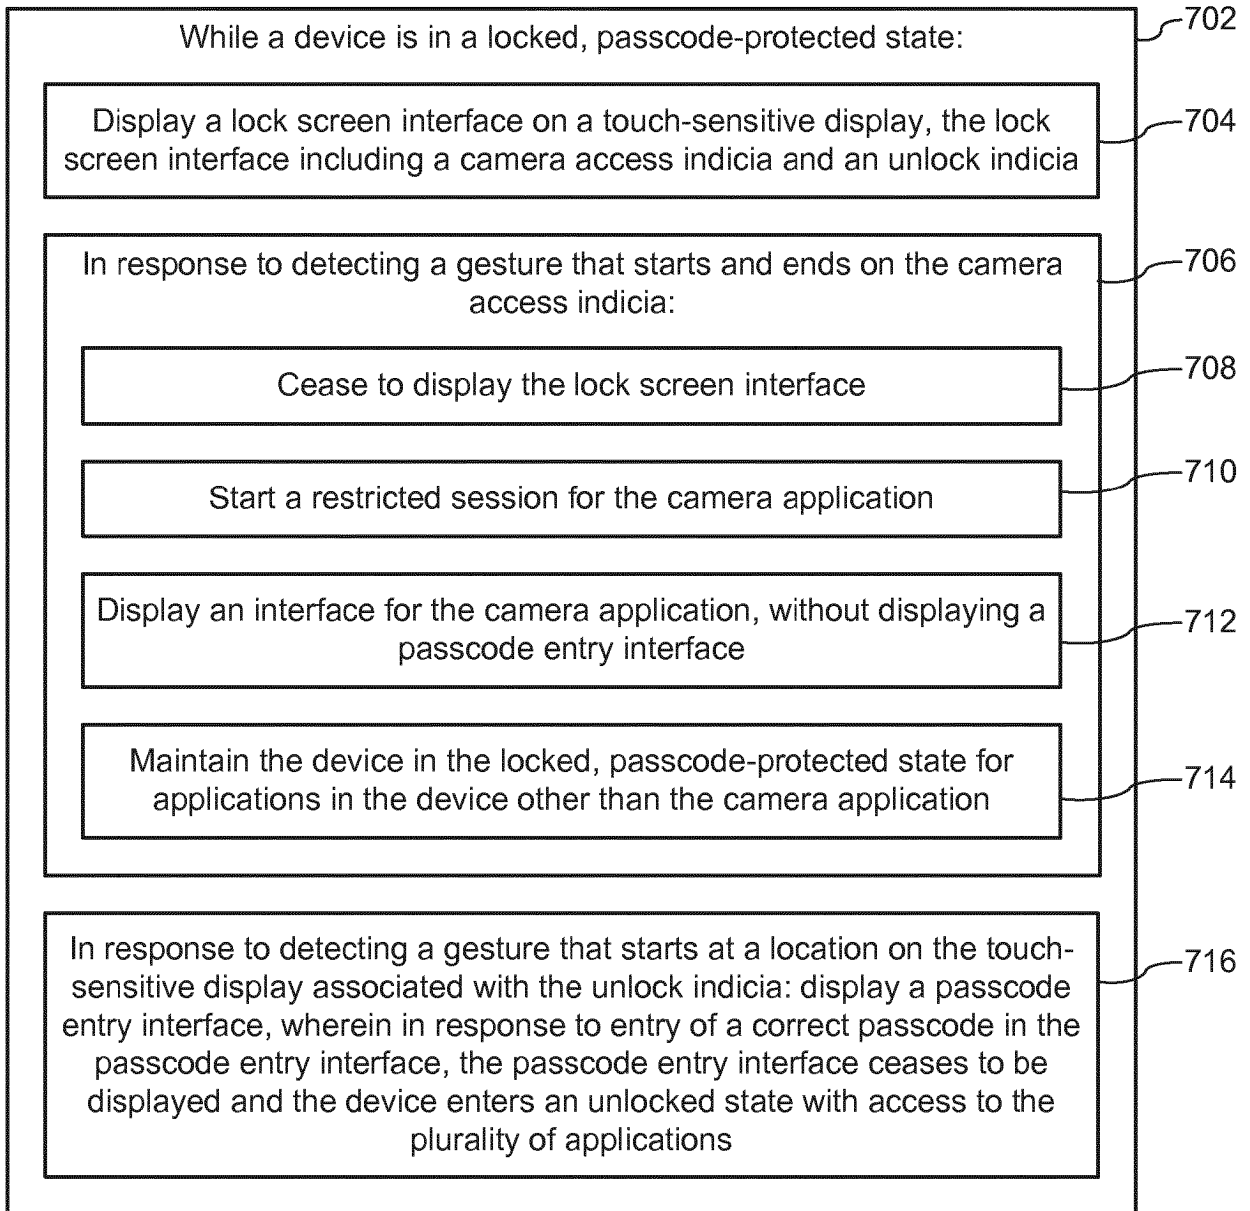 While a device is in a locked, passcode-protected state:
702
Display a lock screen interface on a touch-sensitive display, the lock
screen interface including a camera access indicia and an unlock indicia
704
In response to detecting a gesture that starts and ends on the camera
access indicia:
706
Cease to display the lock screen interface
708
Start a restricted session for the camera application
710
Display an interface for the camera application, without displaying a
passcode entry interface
712
Maintain the device in the locked, passcode-protected state for
applications in the device other than the camera application
714
In response to detecting a gesture that starts at a location on the touch-
sensitive display associated with the unlock indicia: display a passcode
entry interface, wherein in response to entry of a correct passcode in the
passcode entry interface, the passcode entry interface ceases to be
displayed and the device enters an unlocked state with access to the
plurality of applications
716